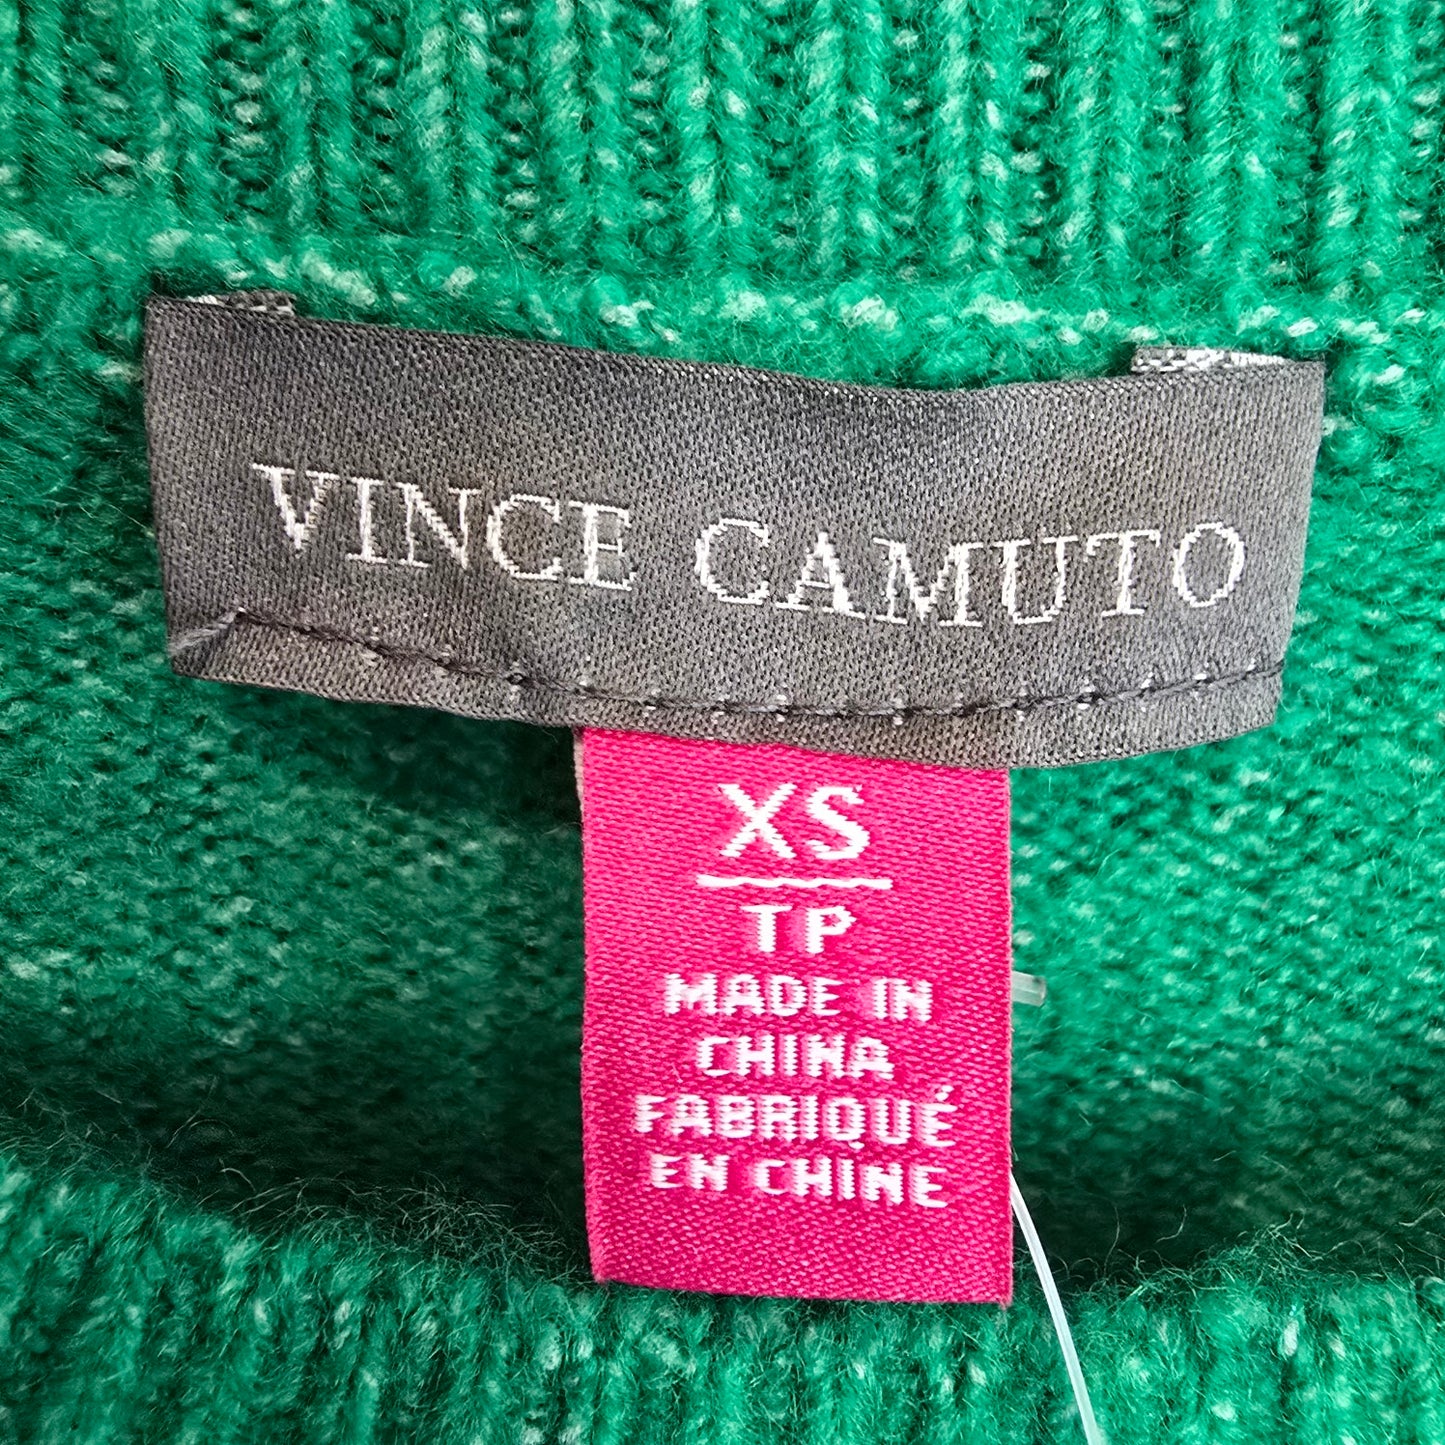 VINCE CAMUTO
XS
TP
MADE IN
CHINA
FABRIQUÉ
EN CHINE